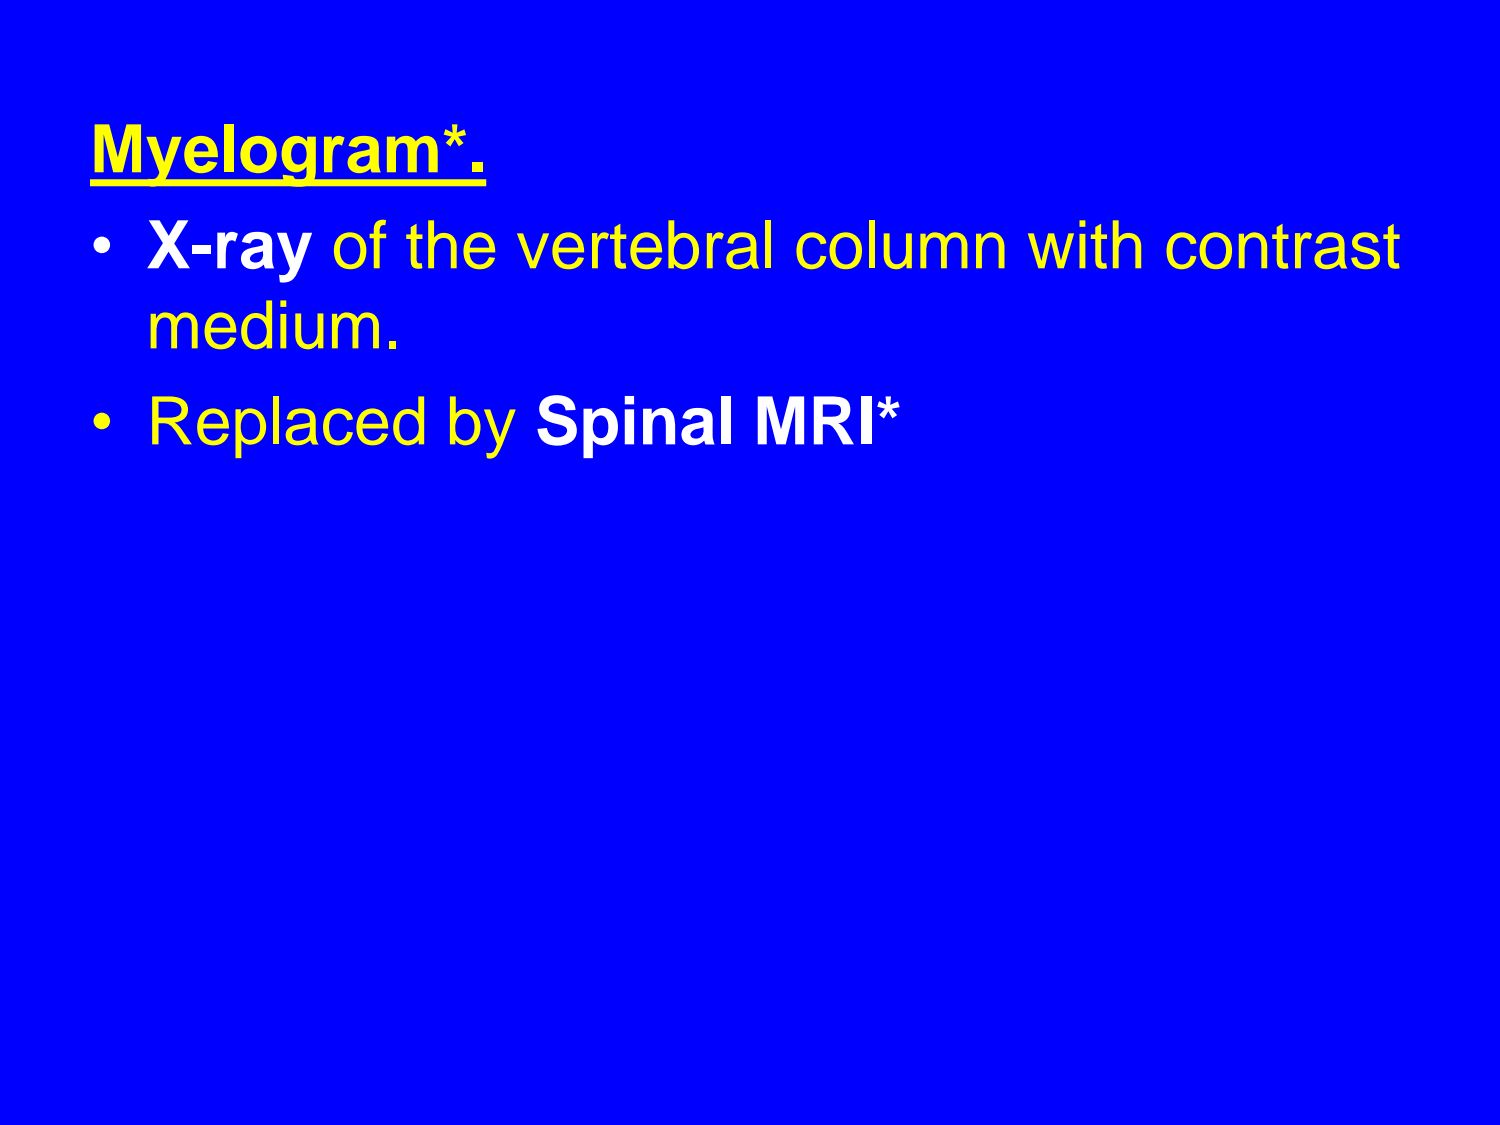 Myelogram*.
• X-ray of the vertebral column with contrast
medium.
• Replaced by Spinal MRI*